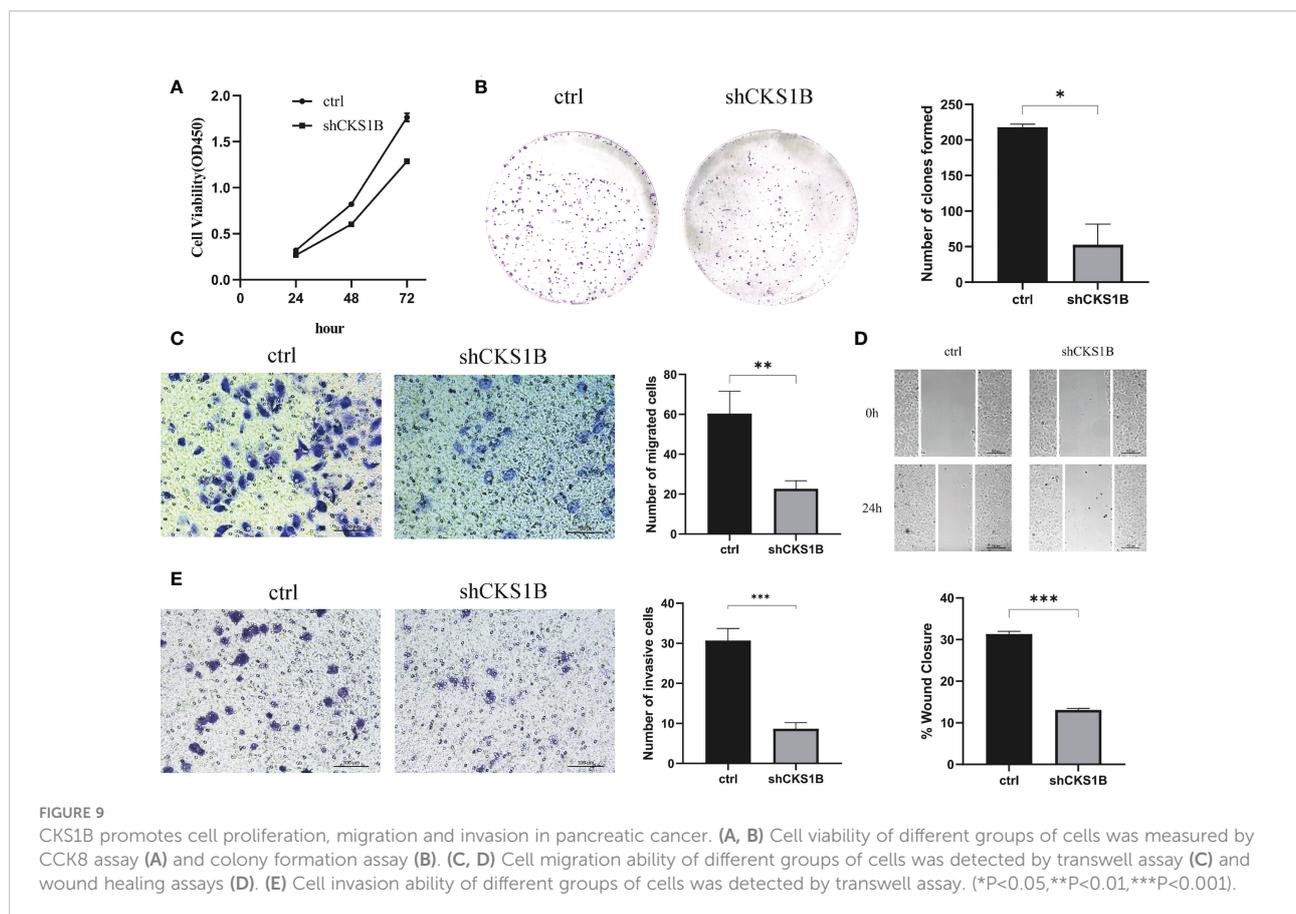 A
2.0
1.5
1.0
0.5
0.0
Cell Viability(OD450)
ctrl
shCKS1B
0 24 48 72
hour
B
ctrl shCKS1B
Number of clones formed
250
200
150
100
50
0
*
ctrl shCKS1B
C
ctrl shCKS1B
Number of migrated cells
80
60
40
20
0
**
ctrl shCKS1B
D
ctrl shCKS1B
0h
24h
% Wound Closure
40
30
20
10
0
***
ctrl shCKS1B
E
ctrl shCKS1B
Number of invasive cells
40
30
20
10
0
***
ctrl shCKS1B
FIGURE 9
CKS1B promotes cell proliferation, migration and invasion in pancreatic cancer. (A, B) Cell viability of different groups of cells was measured by
CCK8 assay (A) and colony formation assay (B). (C, D) Cell migration ability of different groups of cells was detected by transwell assay (C) and
wound healing assays (D). (E) Cell invasion ability of different groups of cells was detected by transwell assay. (*P<0.05,**P<0.01,***P<0.001).